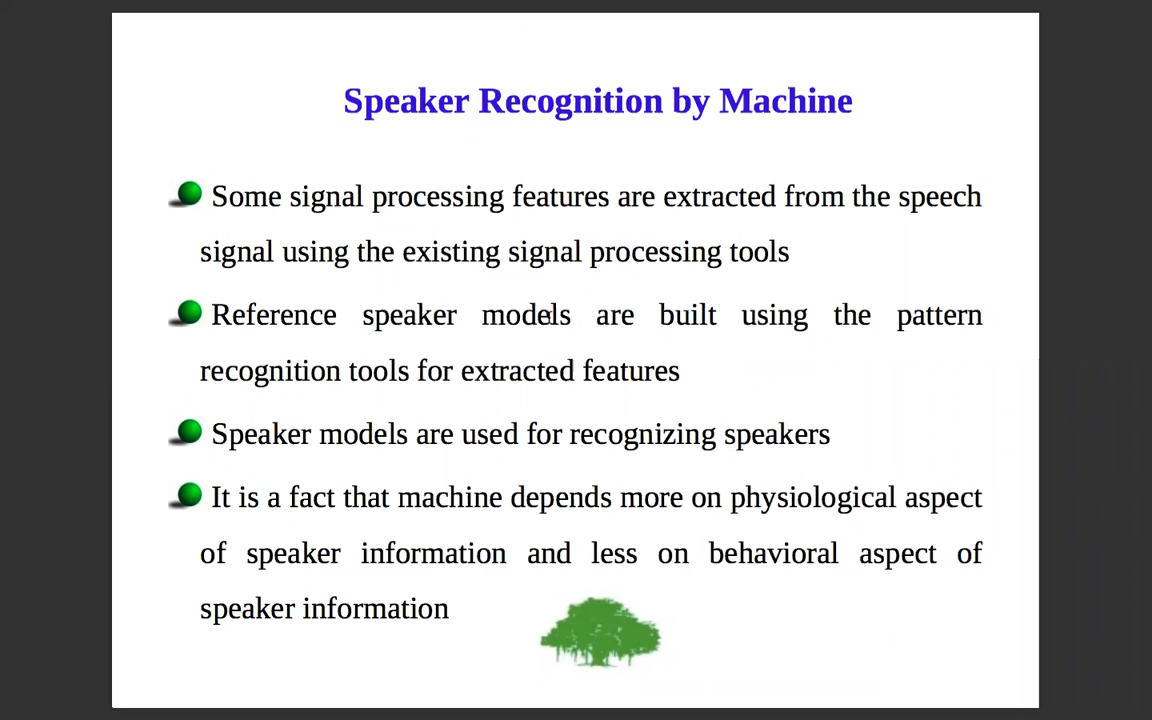 Speaker Recognition by Machine
Some signal processing features are extracted from the speech
signal using the existing signal processing tools
Reference speaker models are built using the pattern
recognition tools for extracted features
Speaker models are used for recognizing speakers
It is a fact that machine depends more on physiological aspect
of speaker information and less on behavioral aspect of
speaker information